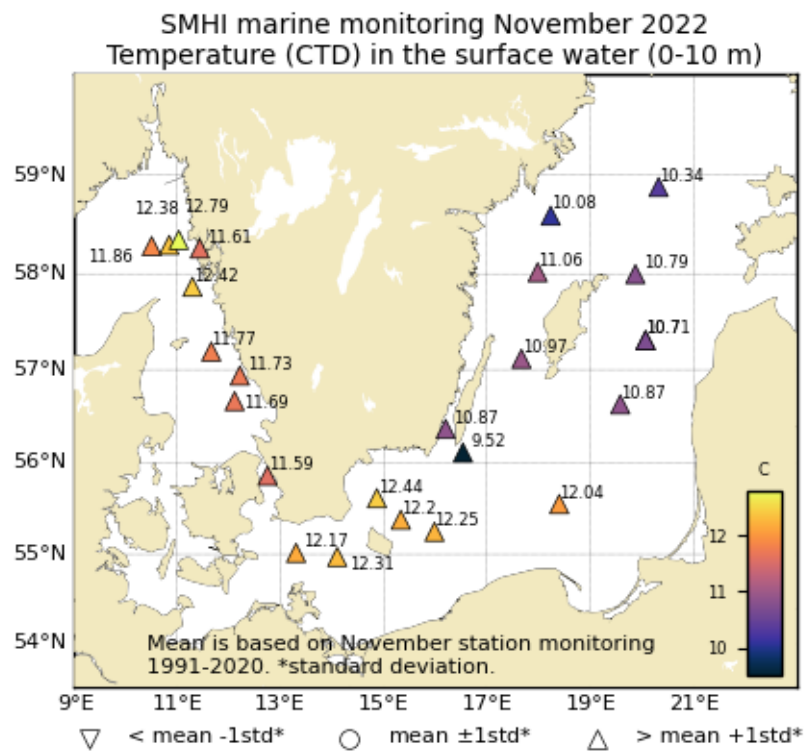 SMHI marine monitoring November 2022
Temperature (CTD) in the surface water (0-10 m)
59°N
58°N
57°N
56°N
55°N
54°N
12.38 12.79
11.86
11.61
12.42
11.77
11.73
11.69
11.59
10.34
10.08
11.06
10.79
10.71
10.97
10.87
10.87
9.52
12.44
12.2
12.25
12.04
12.17
12.31
C
12
11
10
Mean is based on November station monitoring
1991-2020. *standard deviation.
9°E 11°E 13°E 15°E 17°E 19°E 21°E
▽ < mean -1std* ○ mean ±1std* △ > mean +1std*